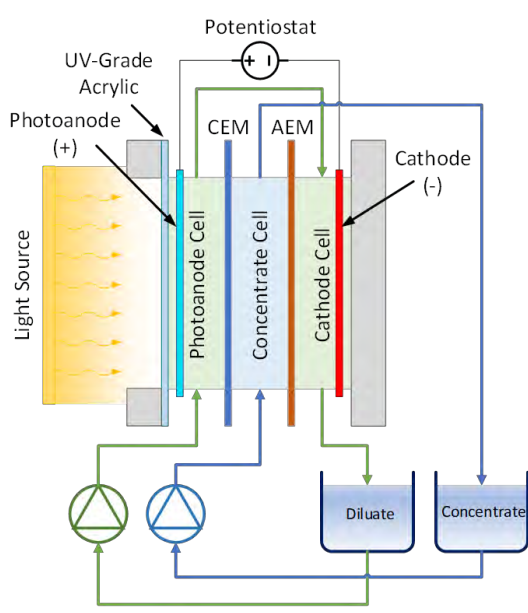 Potentiostat
+ −
UV-Grade
Acrylic
Photoanode
(+)
CEM
AEM
Cathode
(-)
Light Source
Photoanode Cell
Concentrate Cell
Cathode Cell
Diluate
Concentrate